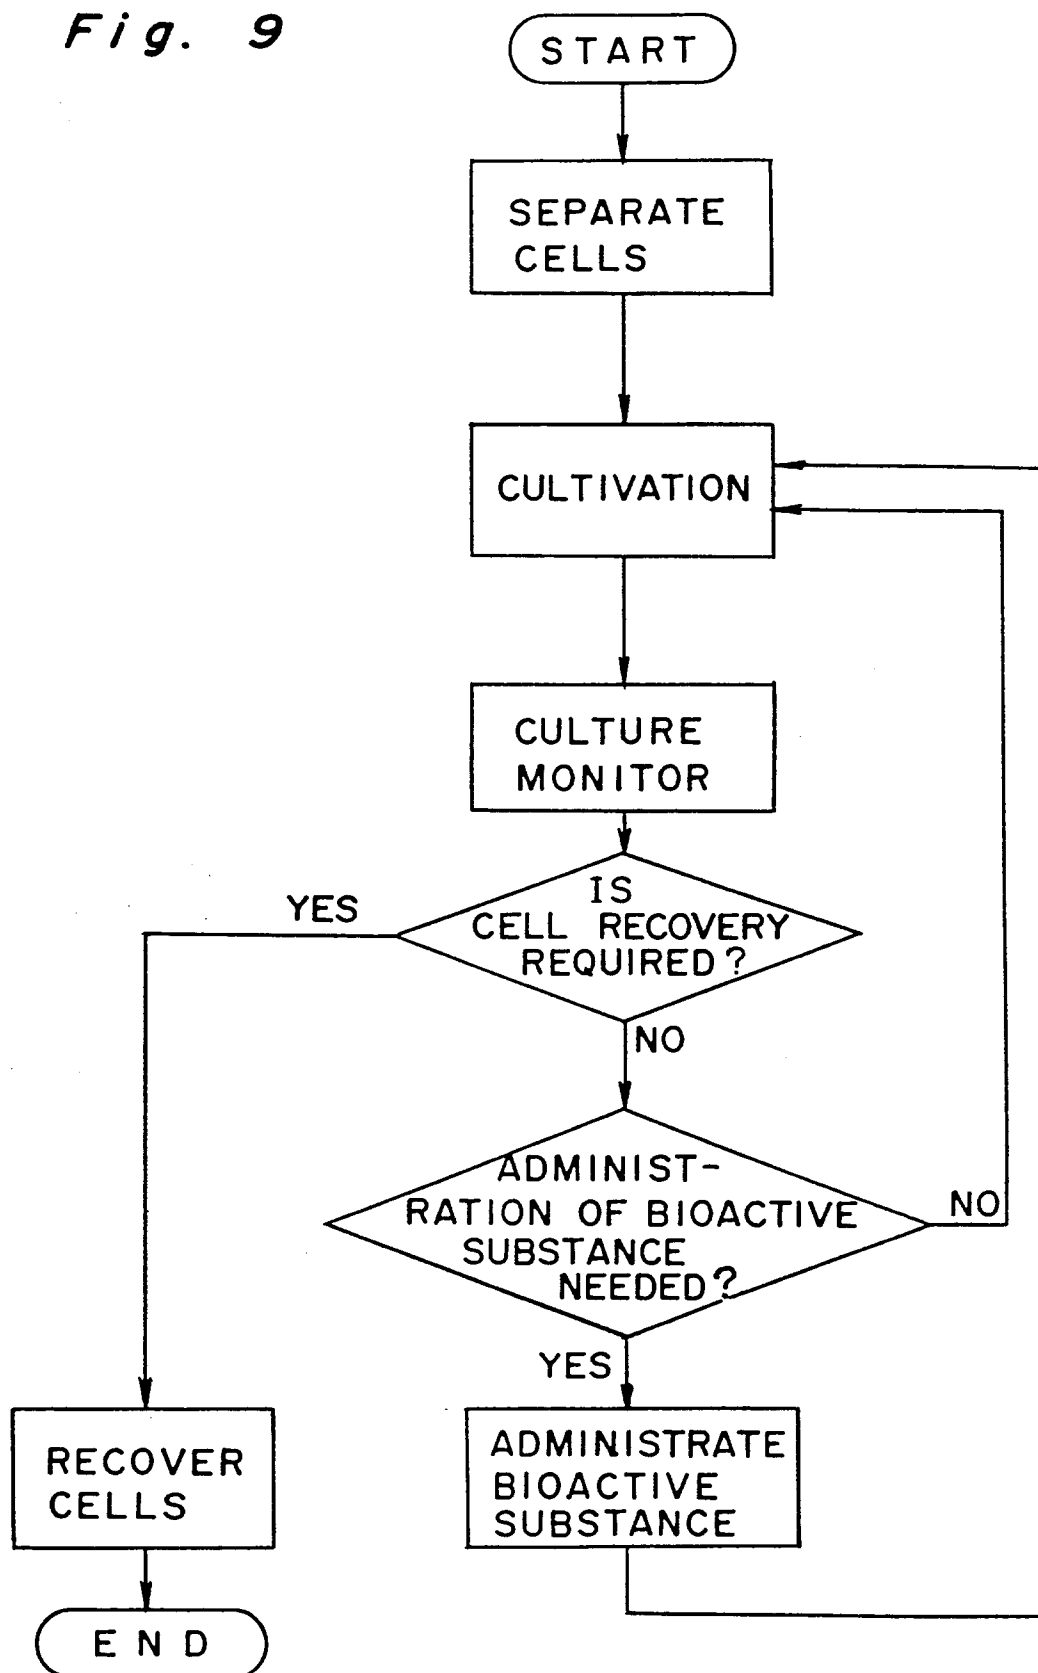 Fig. 9
START
SEPARATE
CELLS
CULTIVATION
CULTURE
MONITOR
IS
CELL RECOVERY
REQUIRED?
YES
NO
ADMINIST-
RATION OF BIOACTIVE
SUBSTANCE
NEEDED?
NO
YES
ADMINISTRATE
BIOACTIVE
SUBSTANCE
RECOVER
CELLS
END